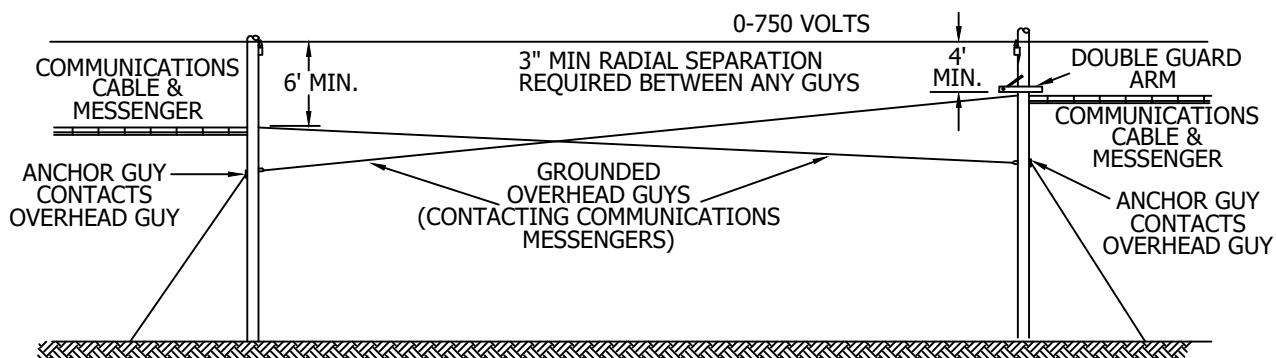 0-750 VOLTS
COMMUNICATIONS
CABLE &
MESSENGER
6' MIN.
3" MIN RADIAL SEPARATION
REQUIRED BETWEEN ANY GUYS
4'
MIN.
DOUBLE GUARD
ARM
COMMUNICATIONS
CABLE &
MESSENGER
ANCHOR GUY
CONTACTS
OVERHEAD GUY
GROUNDED
OVERHEAD GUYS
(CONTACTING COMMUNICATIONS
MESSENGERS)
ANCHOR GUY
CONTACTS
OVERHEAD GUY